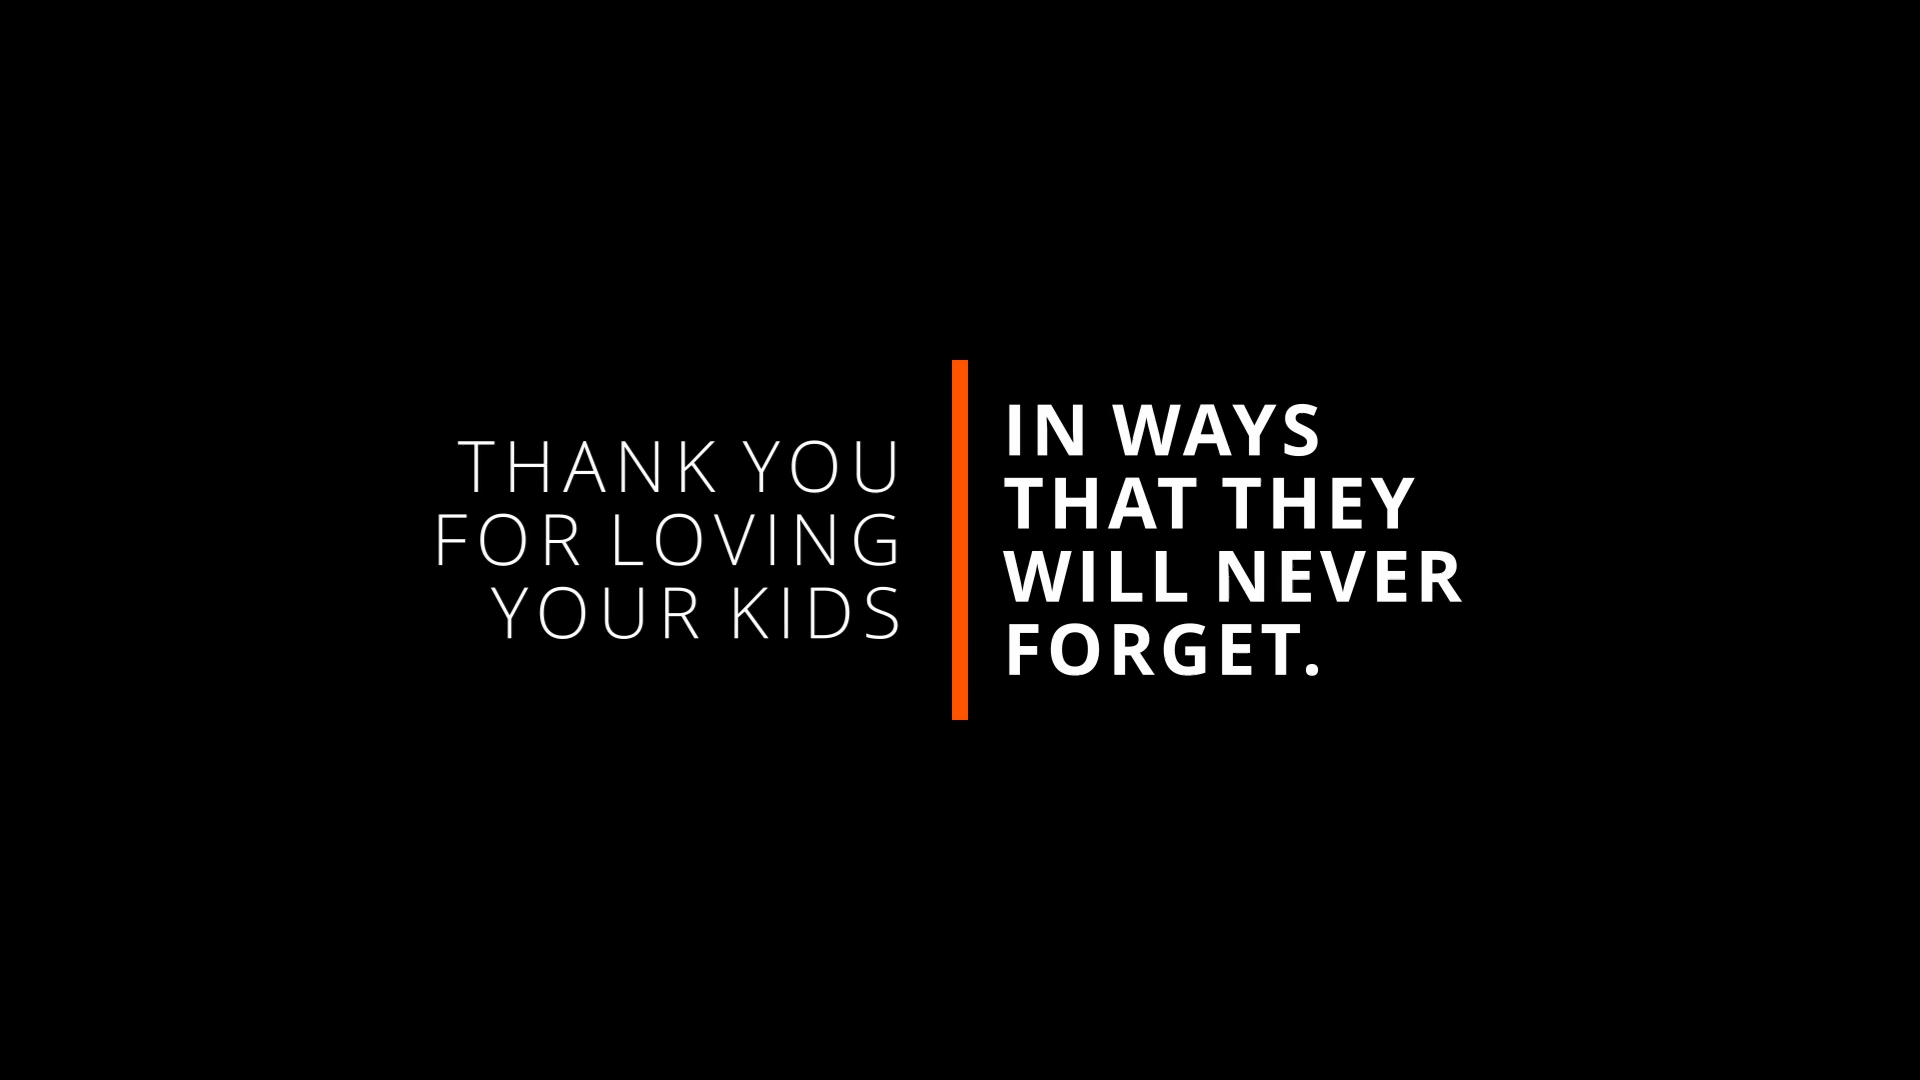 THANK YOU
FOR LOVING
YOUR KIDS
IN WAYS
THAT THEY
WILL NEVER
FORGET.